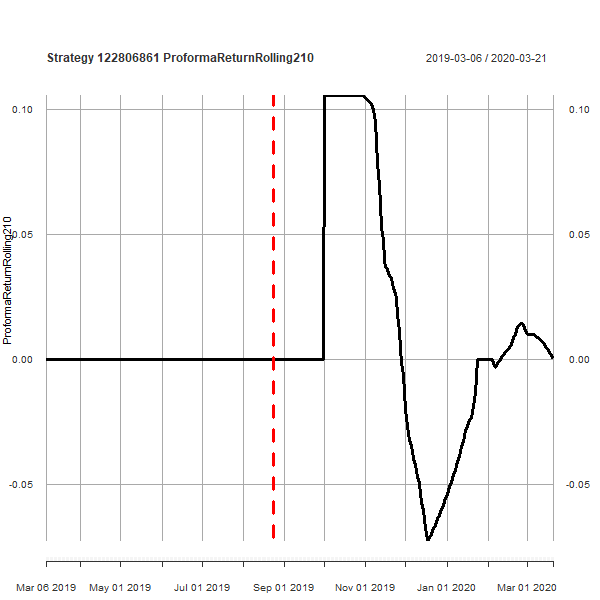 Strategy 122806861 ProformaReturnRolling210
2019-03-06 / 2020-03-21
ProformaReturnRolling210
0.10
0.10
0.05
0.05
0.00
0.00
-0.05
-0.05
Mar 06 2019
May 01 2019
Jul 01 2019
Sep 01 2019
Nov 01 2019
Jan 01 2020
Mar 01 2020